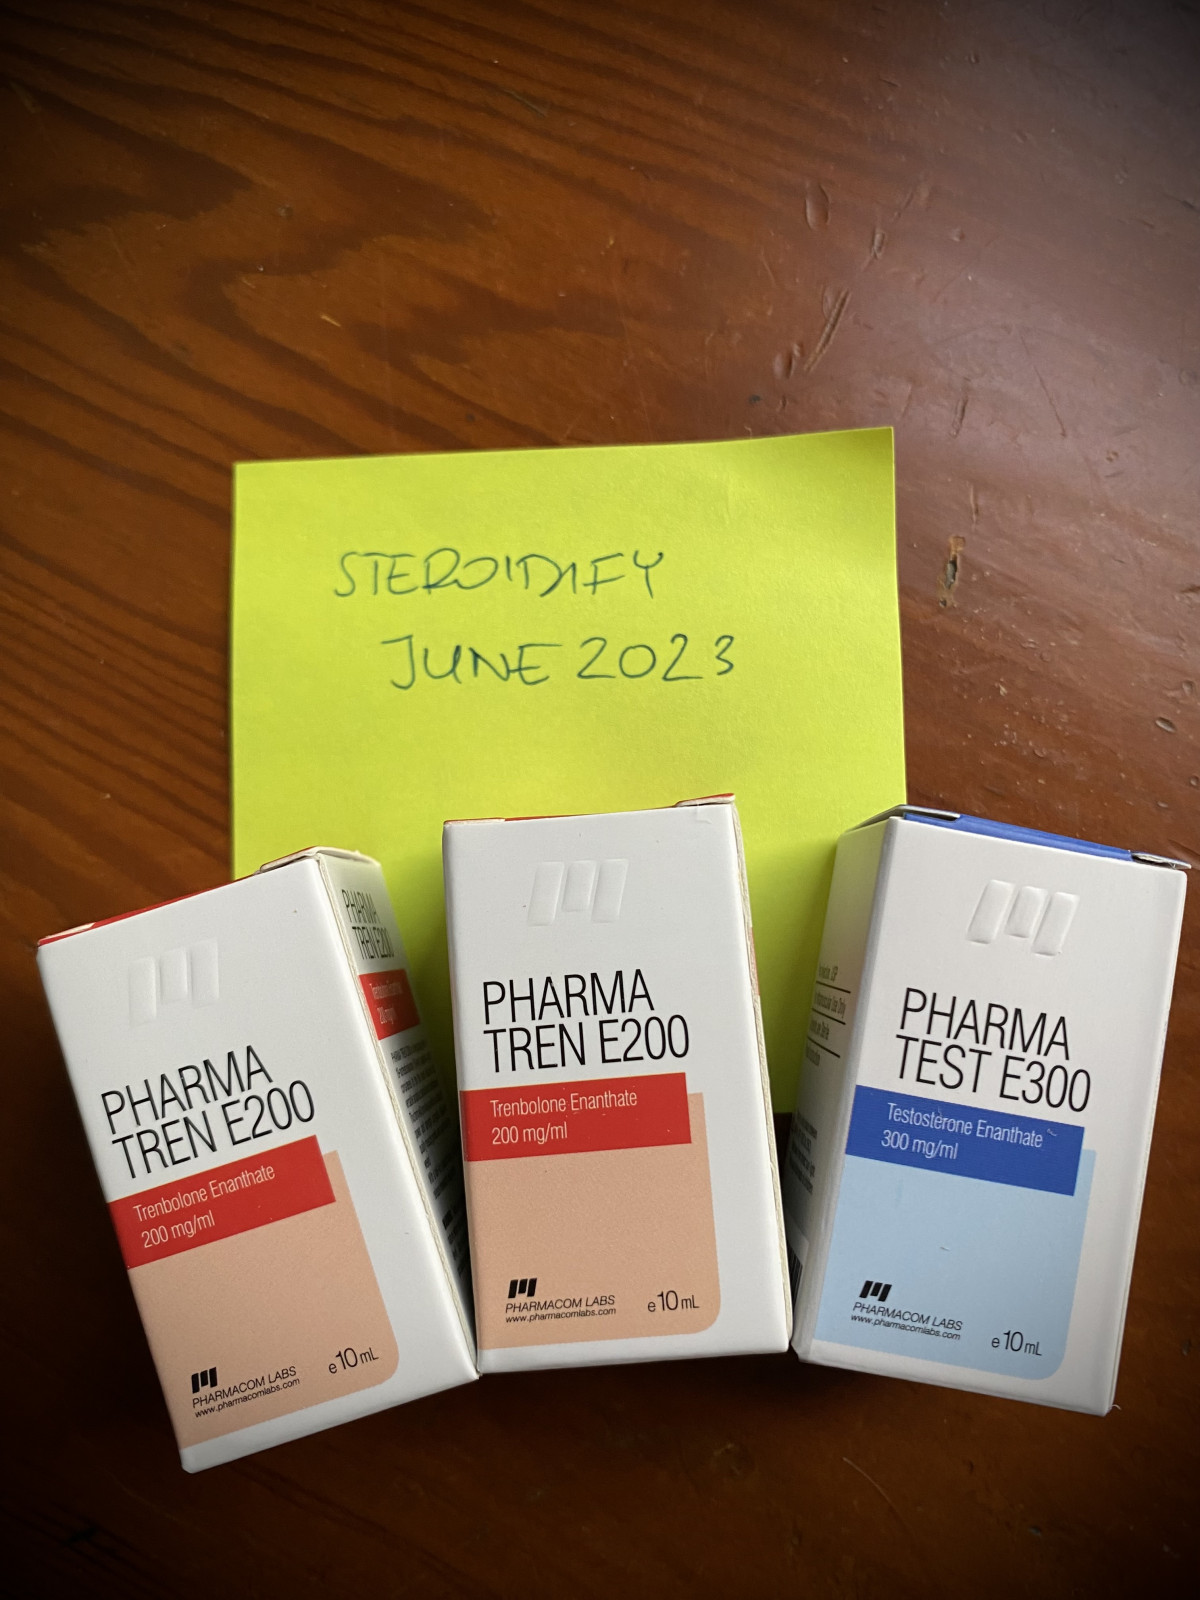 STEROIDIFY
JUNE 2023
PHARMA
TREN E200
Trenbolone Enanthate
200 mg/ml
PHARMACOM LABS
www.pharmacomlabs.com
e 10 mL
PHARMA
TREN E200
PHARMA
TREN E200
Trenbolone Enanthate
200 mg/ml
PHARMACOM LABS
www.pharmacomlabs.com
e 10 mL
PHARMA
TEST E300
Testosterone Enanthate
300 mg/ml
PHARMACOM LABS
www.pharmacomlabs.com
e 10 mL